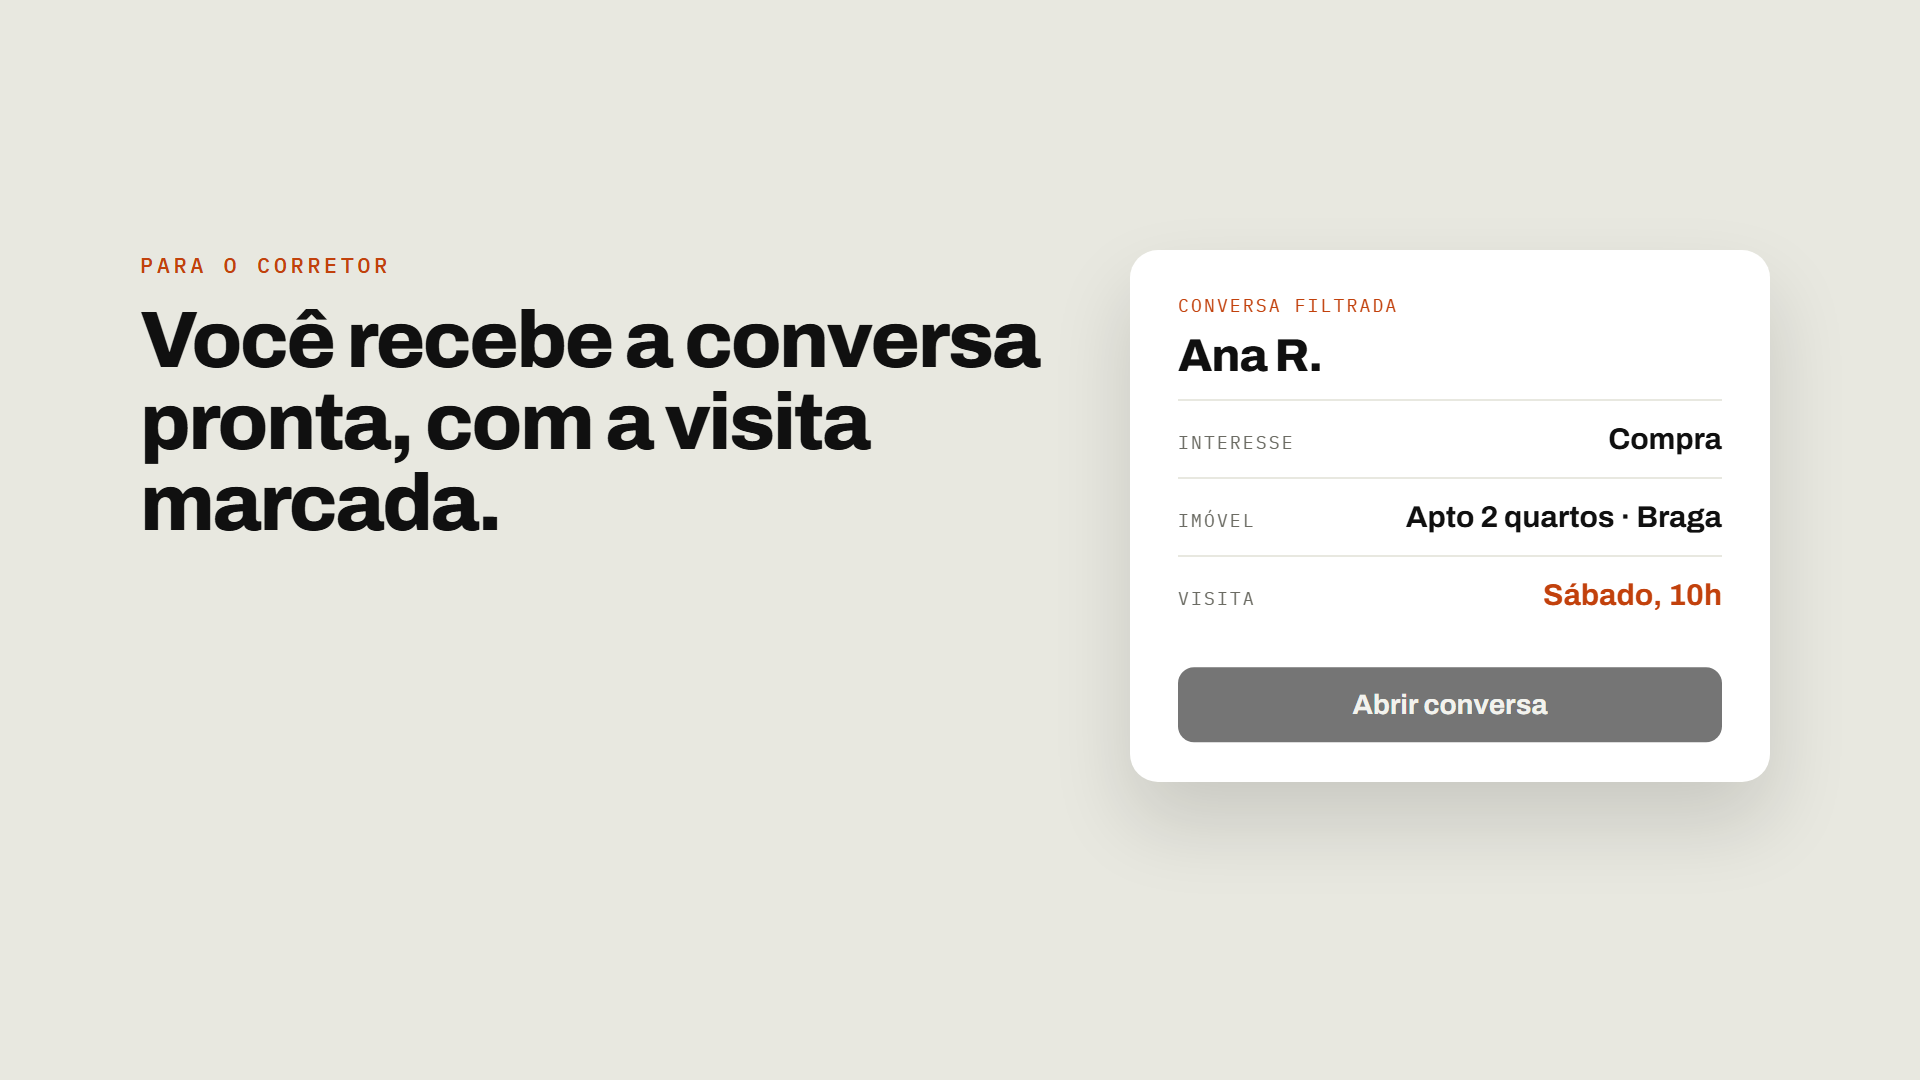 PARA O CORRETOR
Você recebe a conversa
pronta, com a visita
marcada.
CONVERSA FILTRADA
Ana R.
INTERESSE Compra
IMÓVEL Apto 2 quartos · Braga
VISITA Sábado, 10h
Abrir conversa